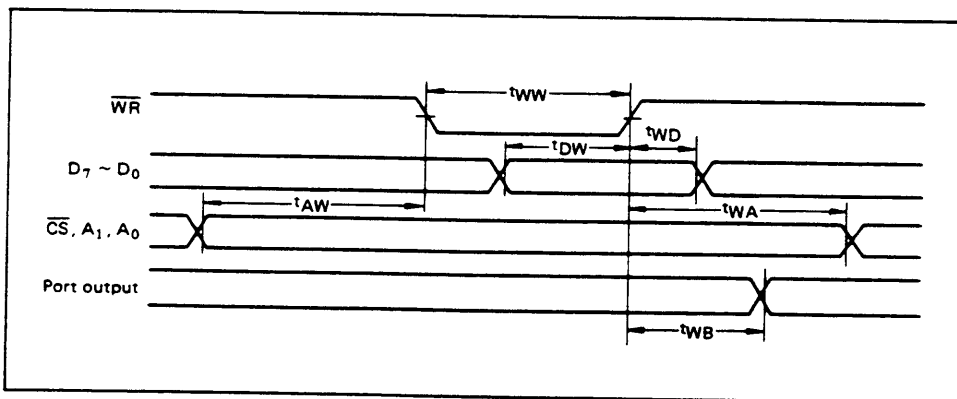 tWW
WR
tWD
tDW
D7 ~ D0
tAW
tWA
CS, A1, A0
Port output
tWB